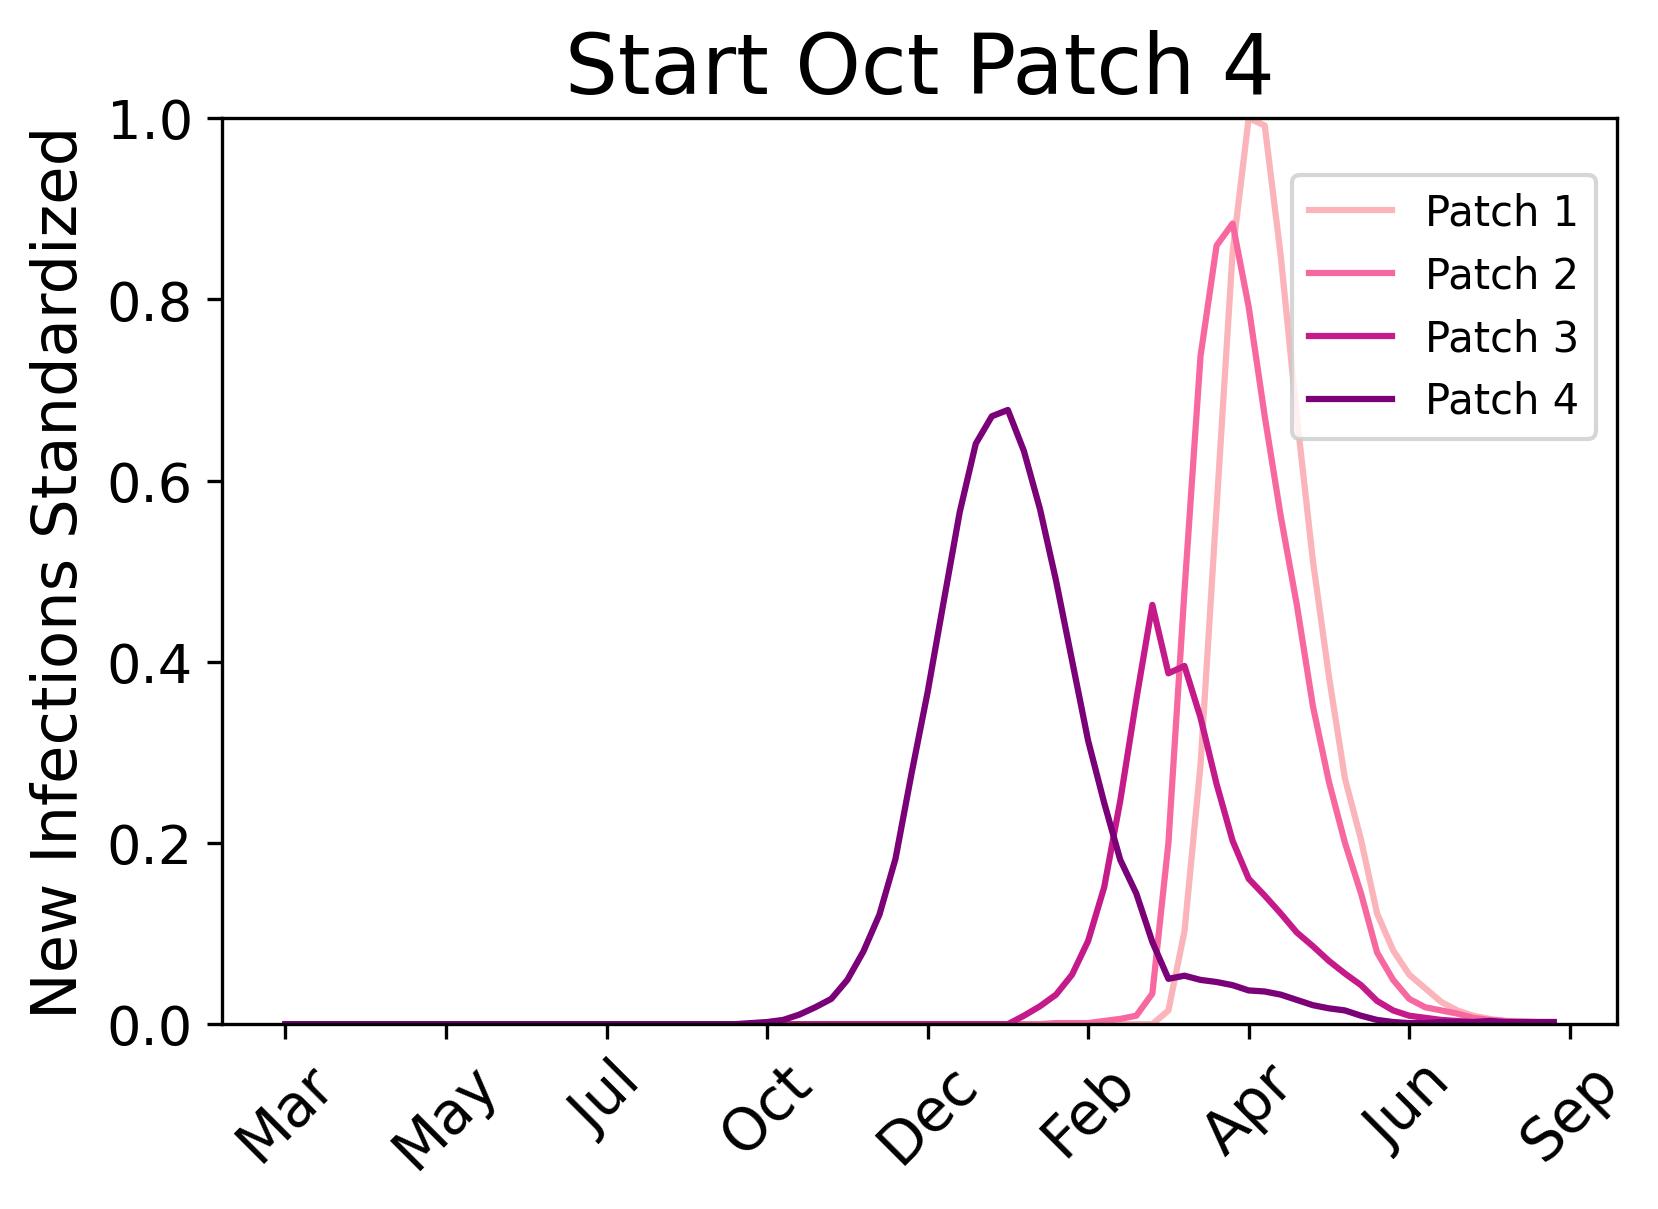 Start Oct Patch 4
New Infections Standardized
1.0
0.8
0.6
0.4
0.2
0.0
Patch 1
Patch 2
Patch 3
Patch 4
Mar
May
Jul
Oct
Dec
Feb
Apr
Jun
Sep